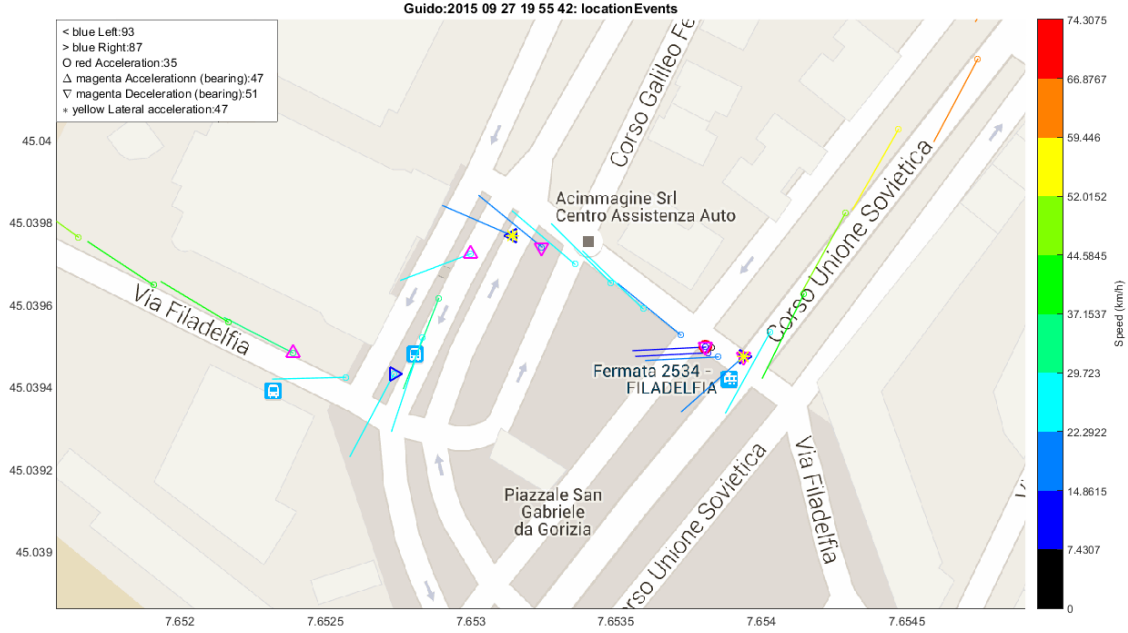 Guido:2015 09 27 19 55 42: locationEvents
< blue Left:93
> blue Right:87
O red Acceleration:35
△ magenta Accelerationn (bearing):47
▽ magenta Deceleration (bearing):51
* yellow Lateral acceleration:47
45.04
45.0398
45.0396
45.0394
45.0392
45.039
7.652
7.6525
7.653
7.6535
7.654
7.6545
Corso Galileo Fe
Acimmagine Srl
Centro Assistenza Auto
Corso Unione Sovietica
Via Filadelfia
Fermata 2534 -
FILADELFIA
Piazzale San
Gabriele
da Gorizia
Via Filadelfia
rso Unione Sovietica
74.3075
66.8767
59.446
52.0152
44.5845
37.1537
29.723
22.2922
14.8615
7.4307
0
Speed (km/h)